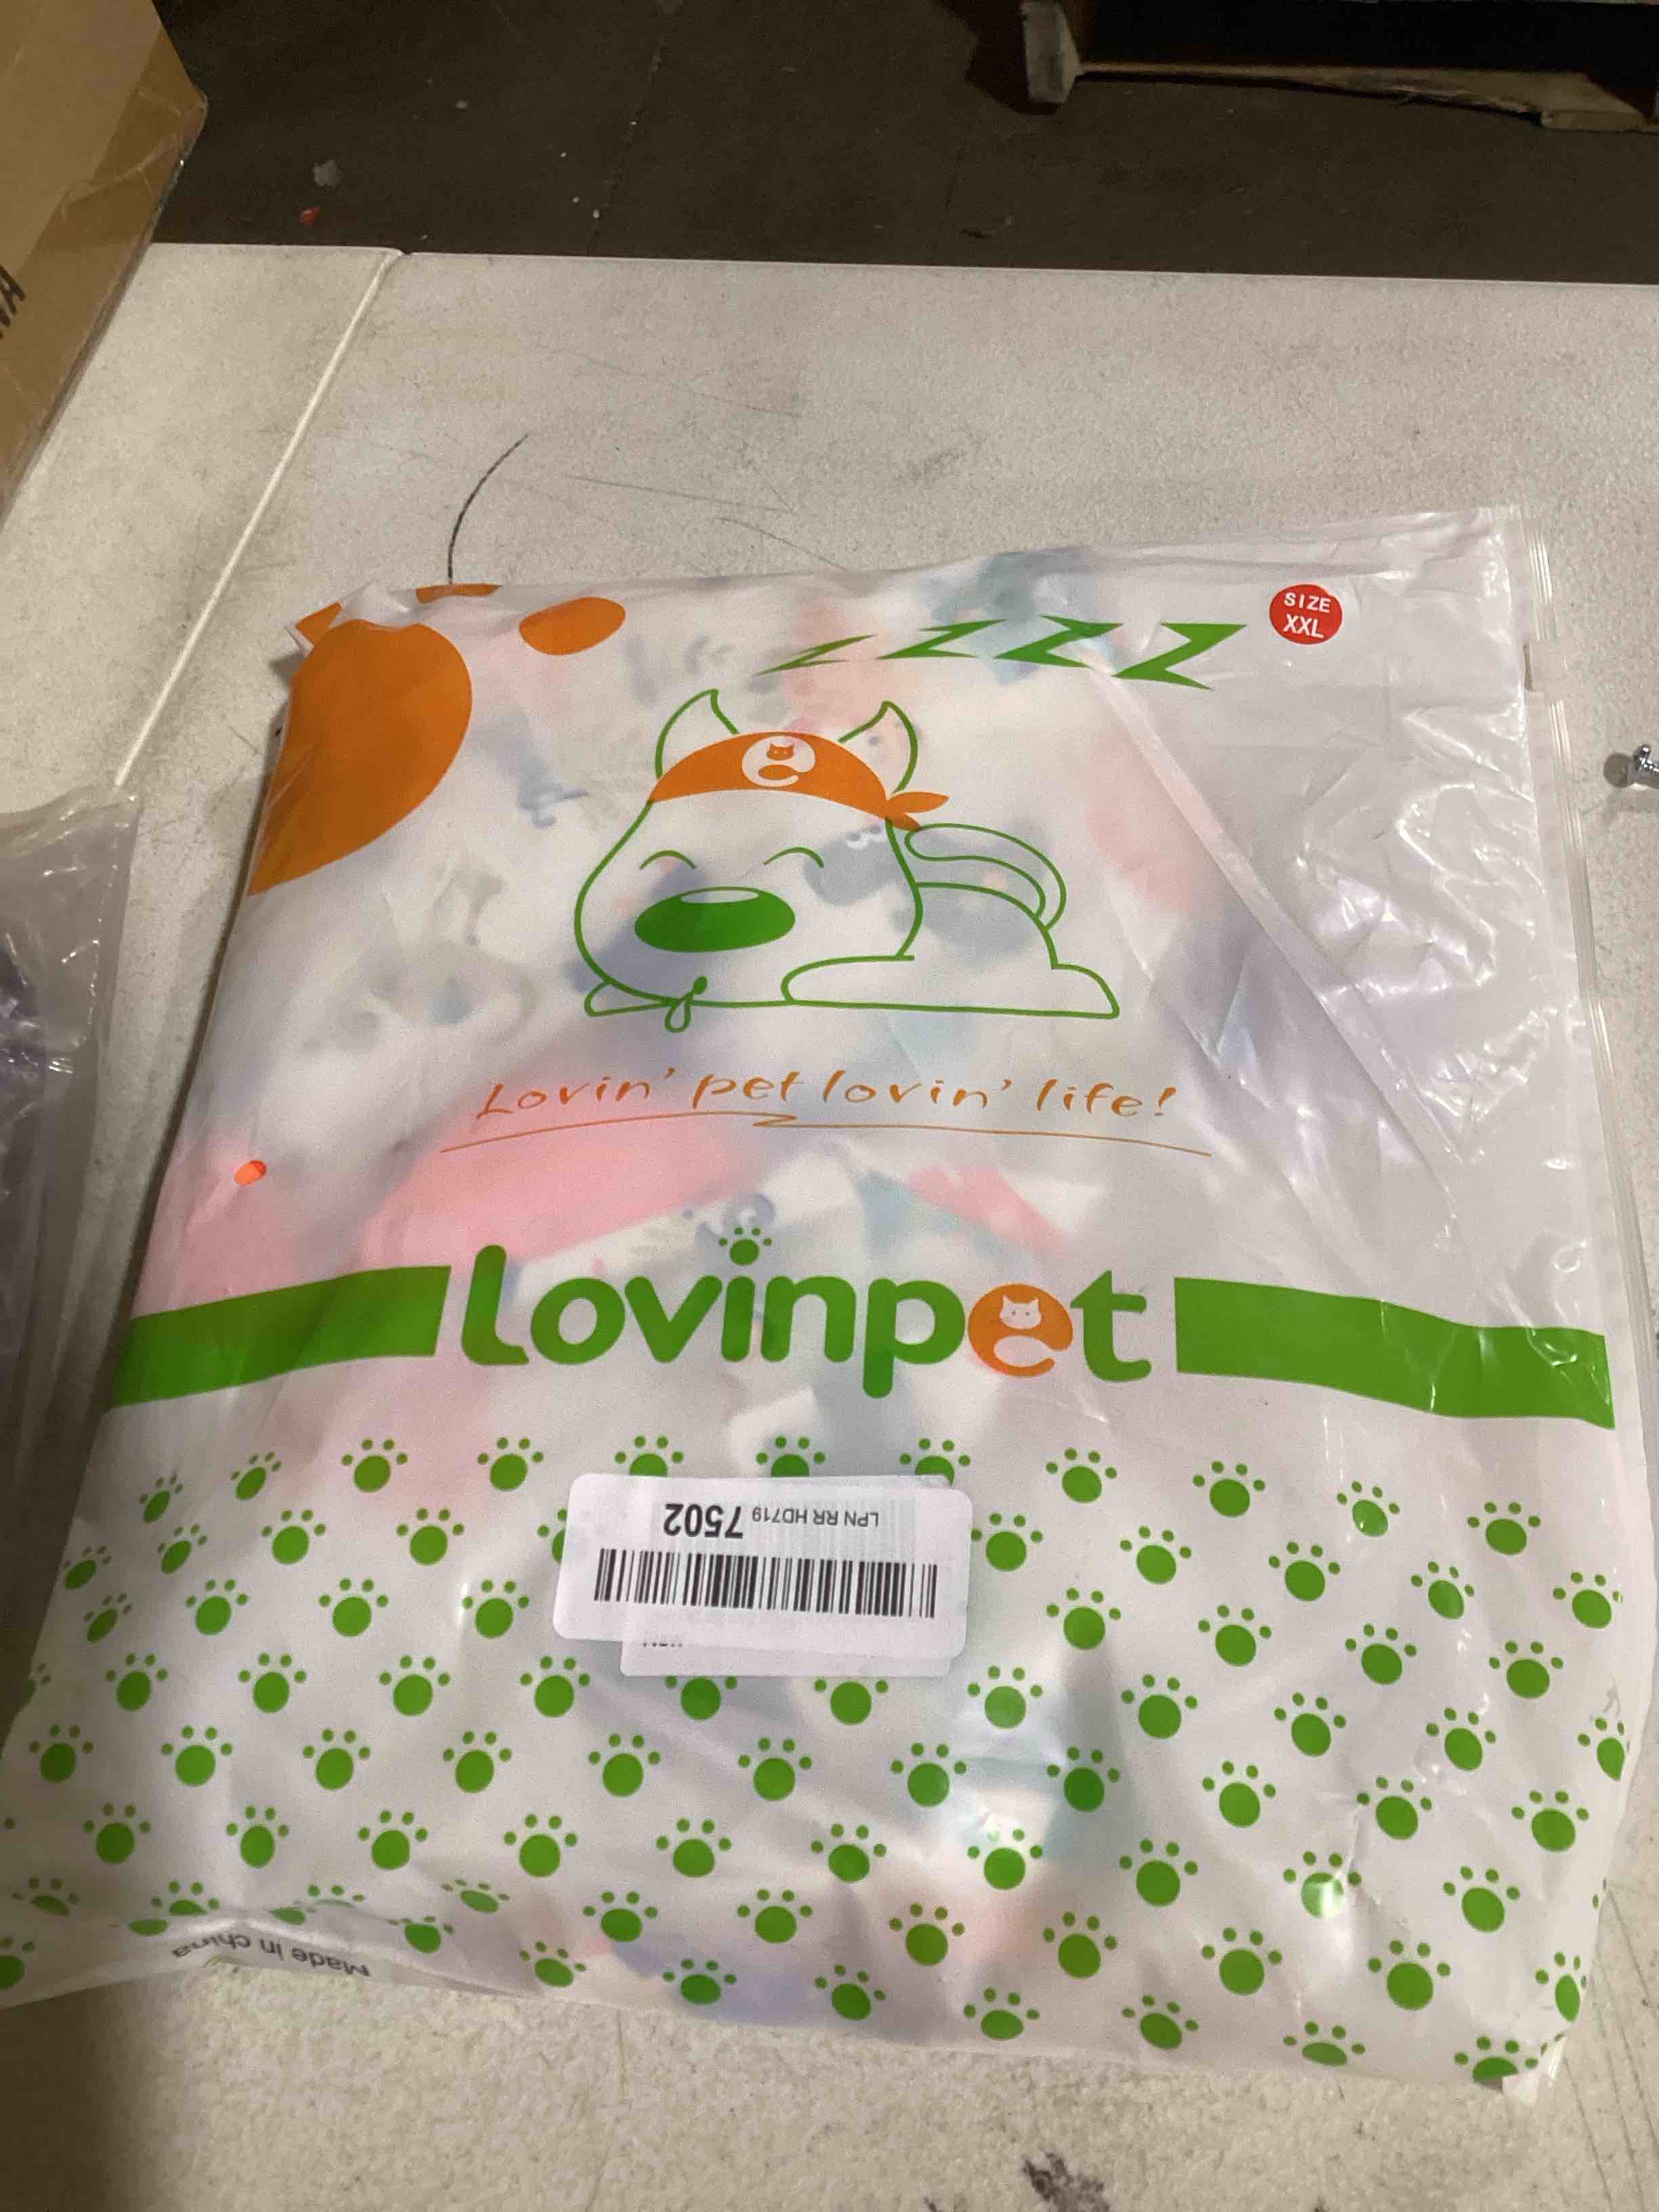 SIZE
XXL
zzzz
Lovin' pet lovin' life!
Lovinpet
LPN RR HD719 7502
Made in china